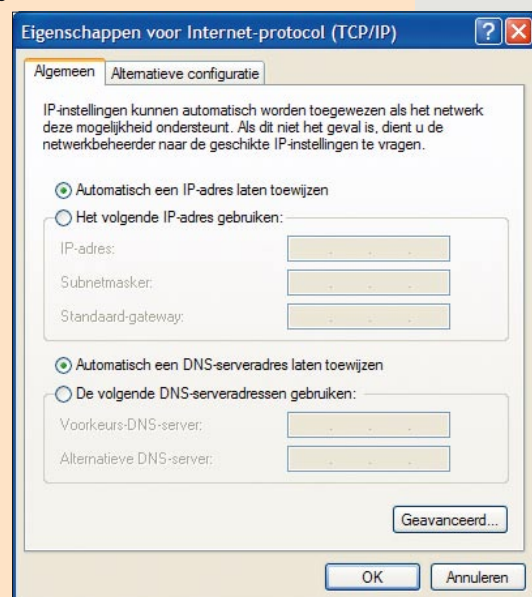 Eigenschappen voor Internet-protocol (TCP/IP)
Algemeen
Alternatieve configuratie
IP-instellingen kunnen automatisch worden toegewezen als het netwerk
deze mogelijkheid ondersteunt. Als dit niet het geval is, dient u de
netwerkbeheerder naar de geschikte IP-instellingen te vragen.
Automatisch een IP-adres laten toewijzen
Het volgende IP-adres gebruiken:
IP-adres:
Subnetmasker:
Standaard-gateway:
Automatisch een DNS-serveradres laten toewijzen
De volgende DNS-serveradressen gebruiken:
Voorkeurs-DNS-server:
Alternatieve DNS-server:
Geavanceerd...
OK
Annuleren